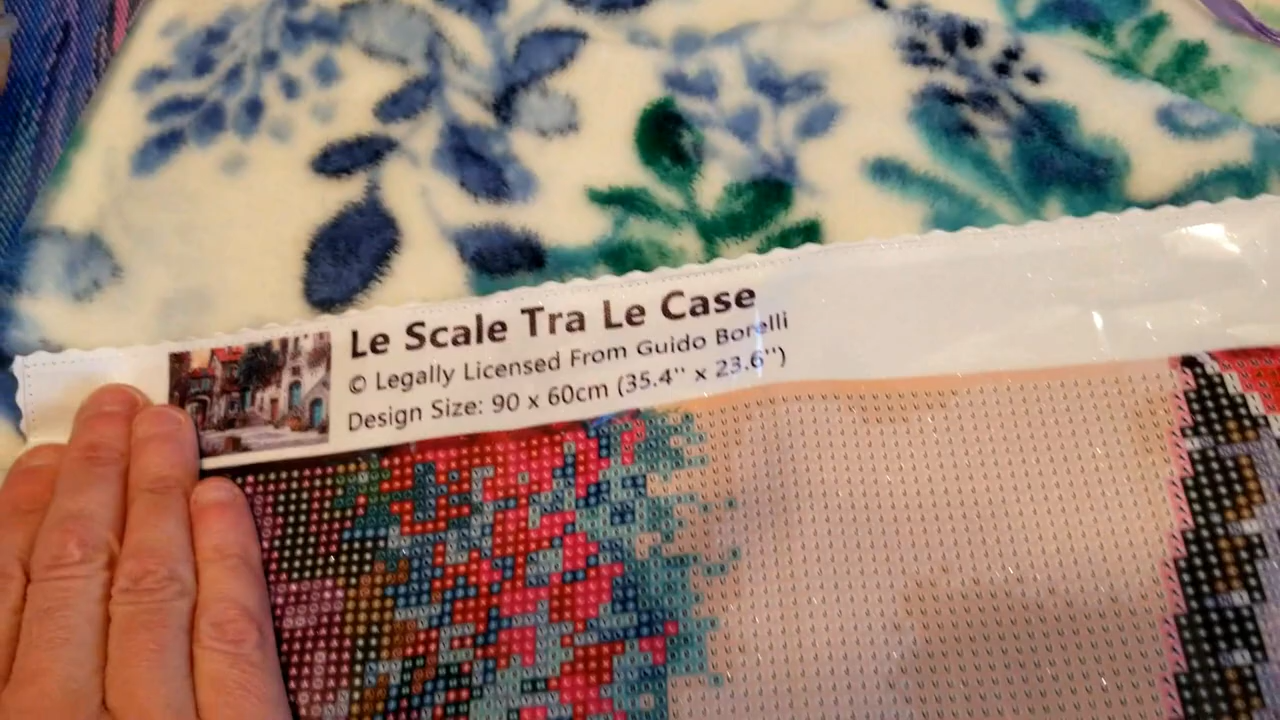 Le Scale Tra Le Case
© Legally Licensed From Guido Borelli
Design Size: 90 x 60cm (35.4'' x 23.6'')